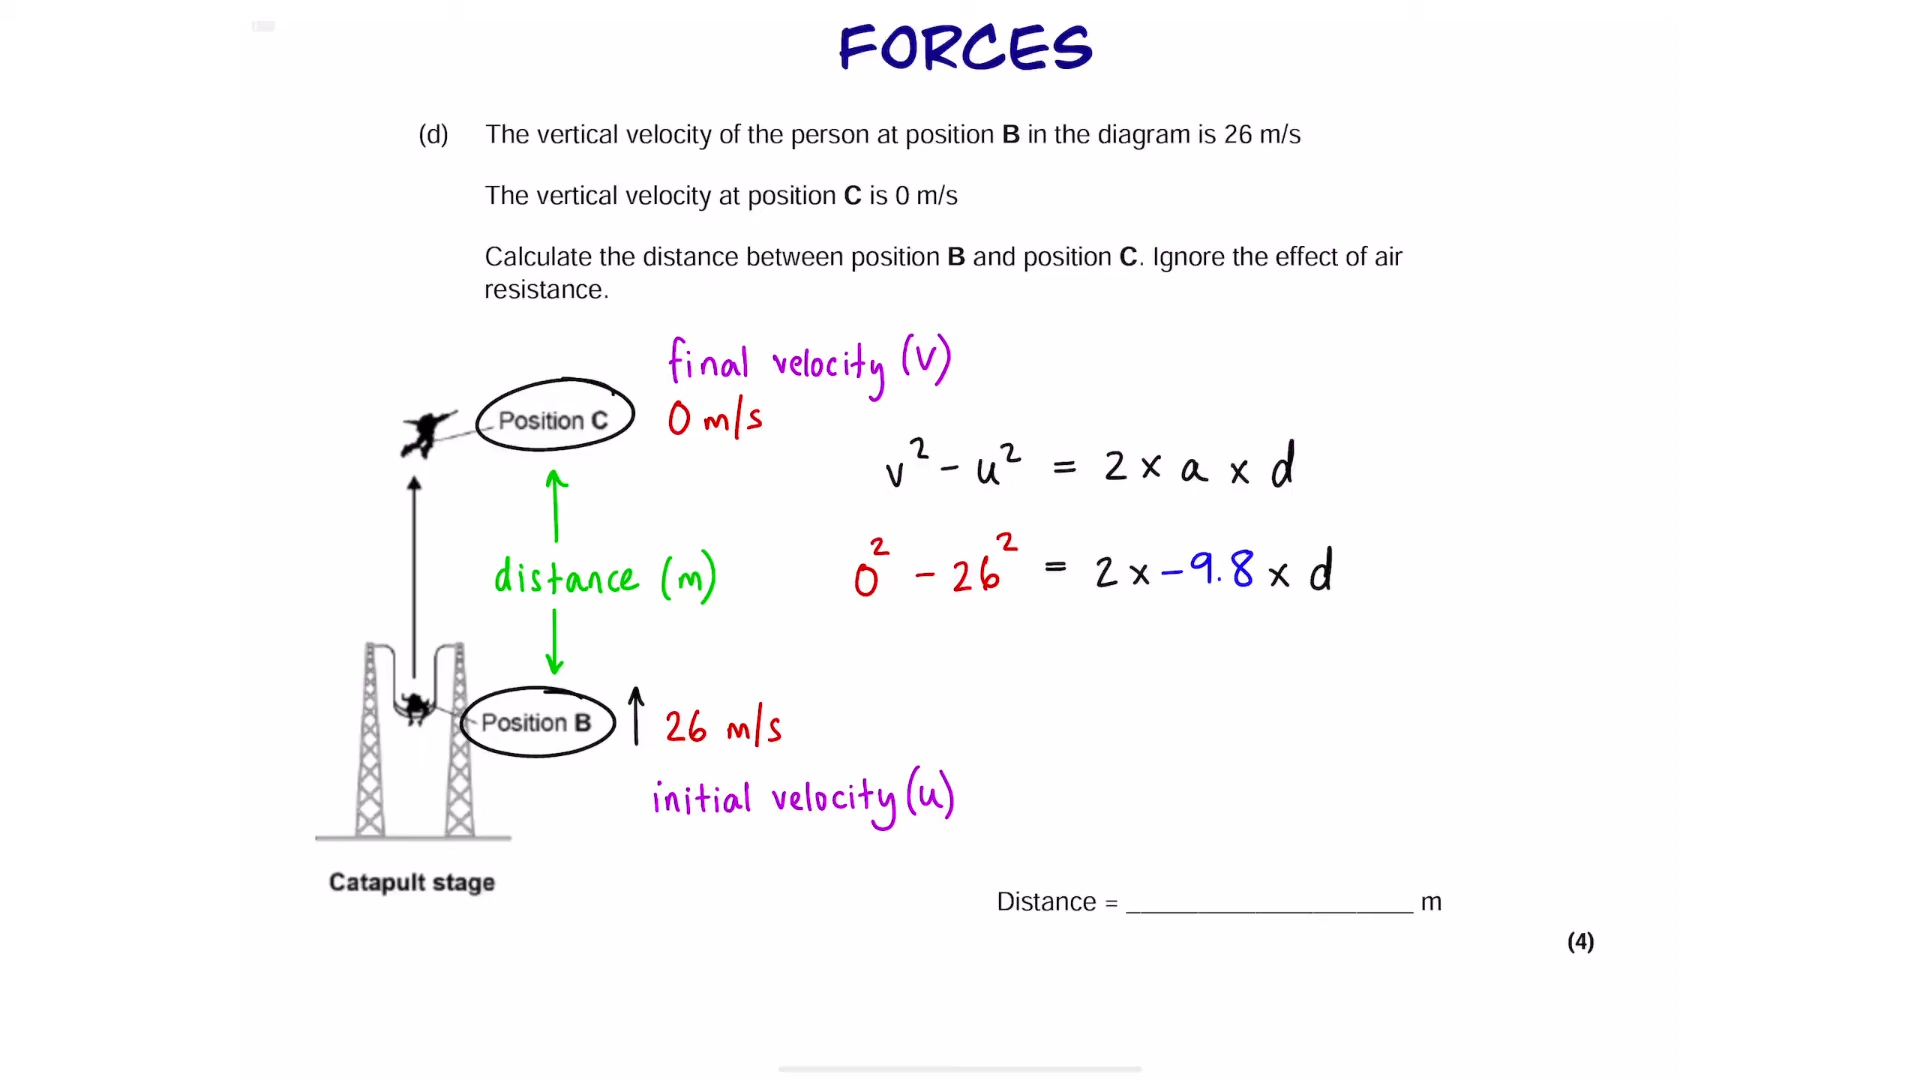 FORCES
(d) The vertical velocity of the person at position B in the diagram is 26 m/s
The vertical velocity at position C is 0 m/s
Calculate the distance between position B and position C. Ignore the effect of air
resistance.
final velocity (v)
Position C
0 m/s
v² - u² = 2 x a x d
distance (m)
0² - 26² = 2 x -9.8 x d
Position B
26 m/s
initial velocity (u)
Catapult stage
Distance = ____________________ m
(4)